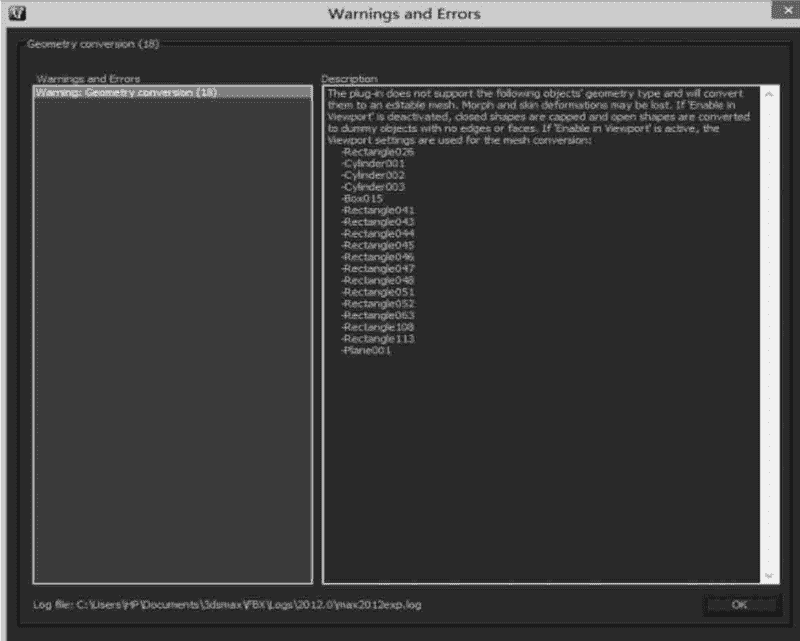 Warnings and Errors
Geometry conversion (18)
Warnings and Errors
Description
Warning: Geometry conversion (18)
The plug-in does not support the following objects' geometry type and will convert
them to an editable mesh. Morph and skin deformations may be lost. If 'Enable in
Viewport' is deactivated, closed shapes are capped and open shapes are converted
to dummy objects with no edges or faces. If 'Enable in Viewport' is active, the
Viewport settings are used for the mesh conversion:
-Rectangle026
-Cylinder001
-Cylinder002
-Cylinder003
-Box015
-Rectangle041
-Rectangle043
-Rectangle044
-Rectangle045
-Rectangle046
-Rectangle047
-Rectangle048
-Rectangle051
-Rectangle052
-Rectangle063
-Rectangle108
-Rectangle113
-Plane001
Log file: C:\Users\HP\Documents\3dsmax\FBX\Logs\2012.0\max2012exp.log
OK